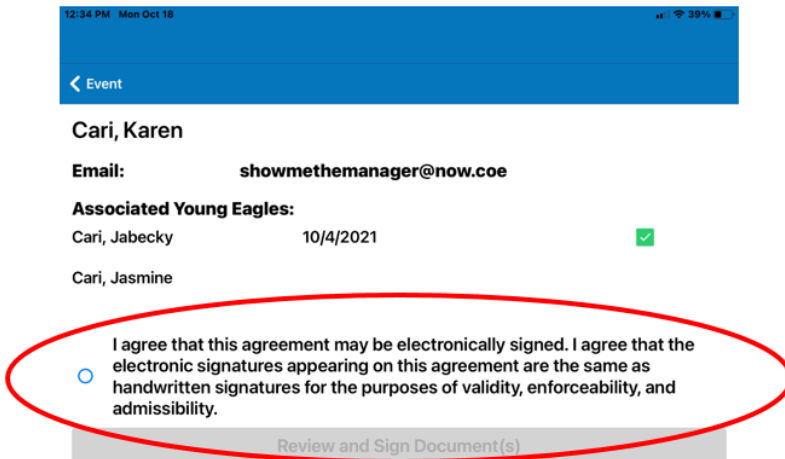 12:34 PM Mon Oct 18 39%
Event
Cari, Karen
Email: showmethemanager@now.coe
Associated Young Eagles:
Cari, Jabecky 10/4/2021
Cari, Jasmine
I agree that this agreement may be electronically signed. I agree that the
electronic signatures appearing on this agreement are the same as
handwritten signatures for the purposes of validity, enforceability, and
admissibility.
Review and Sign Document(s)